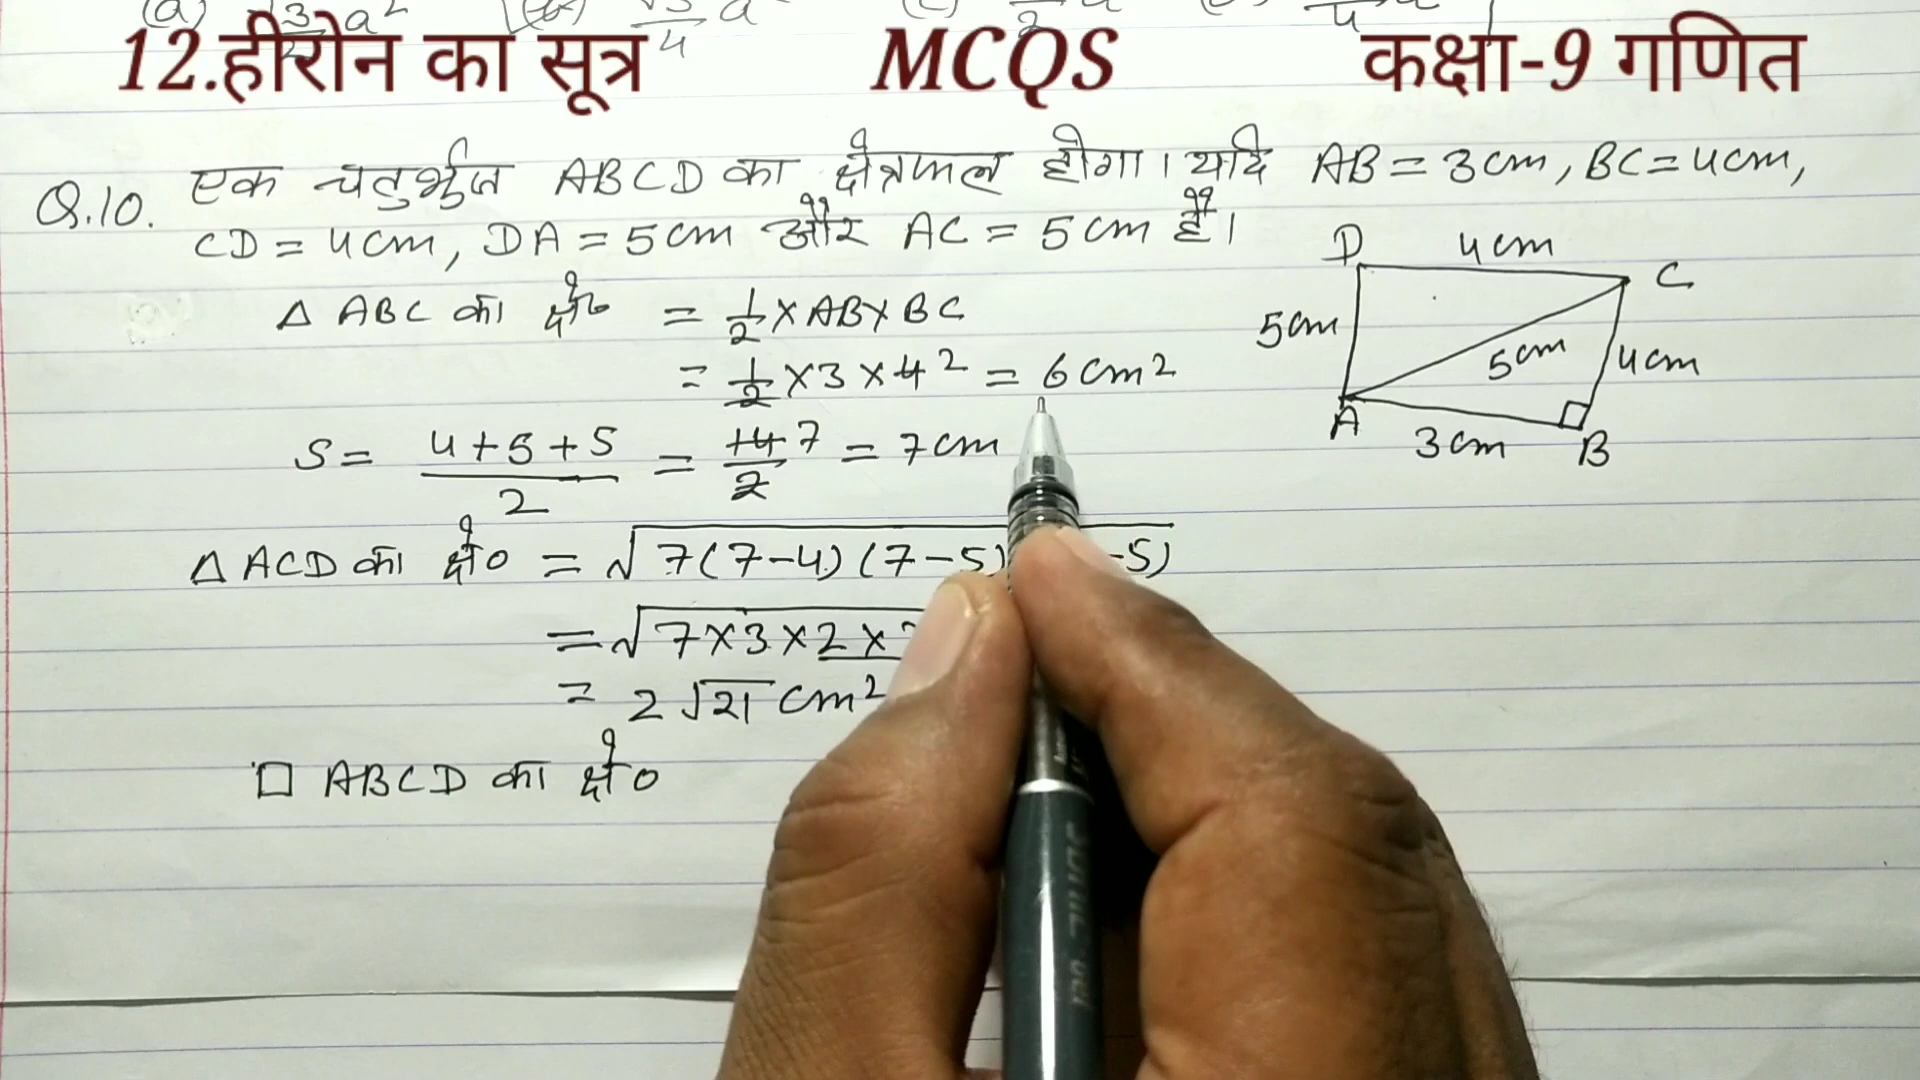 12.हीरोन का सूत्र MCQS कक्षा-9 गणित
Q.10. एक चतुर्भुज ABCD का क्षेत्रफल होगा। यदि AB = 3cm, BC = 4cm,
CD = 4cm, DA = 5cm और AC = 5cm है।
D 4cm C
5cm 5cm 4cm
A 3cm B
△ ABC का क्षे० = 1/2 × AB × BC
= 1/2 × 3 × 4 2 = 6cm²
S = 4+5+5/2 = 14/2 7 = 7cm
△ ACD का क्षे० = √7(7-4)(7-5) -5)
= √7×3×2×
= 2√21 cm²
□ ABCD का क्षे०